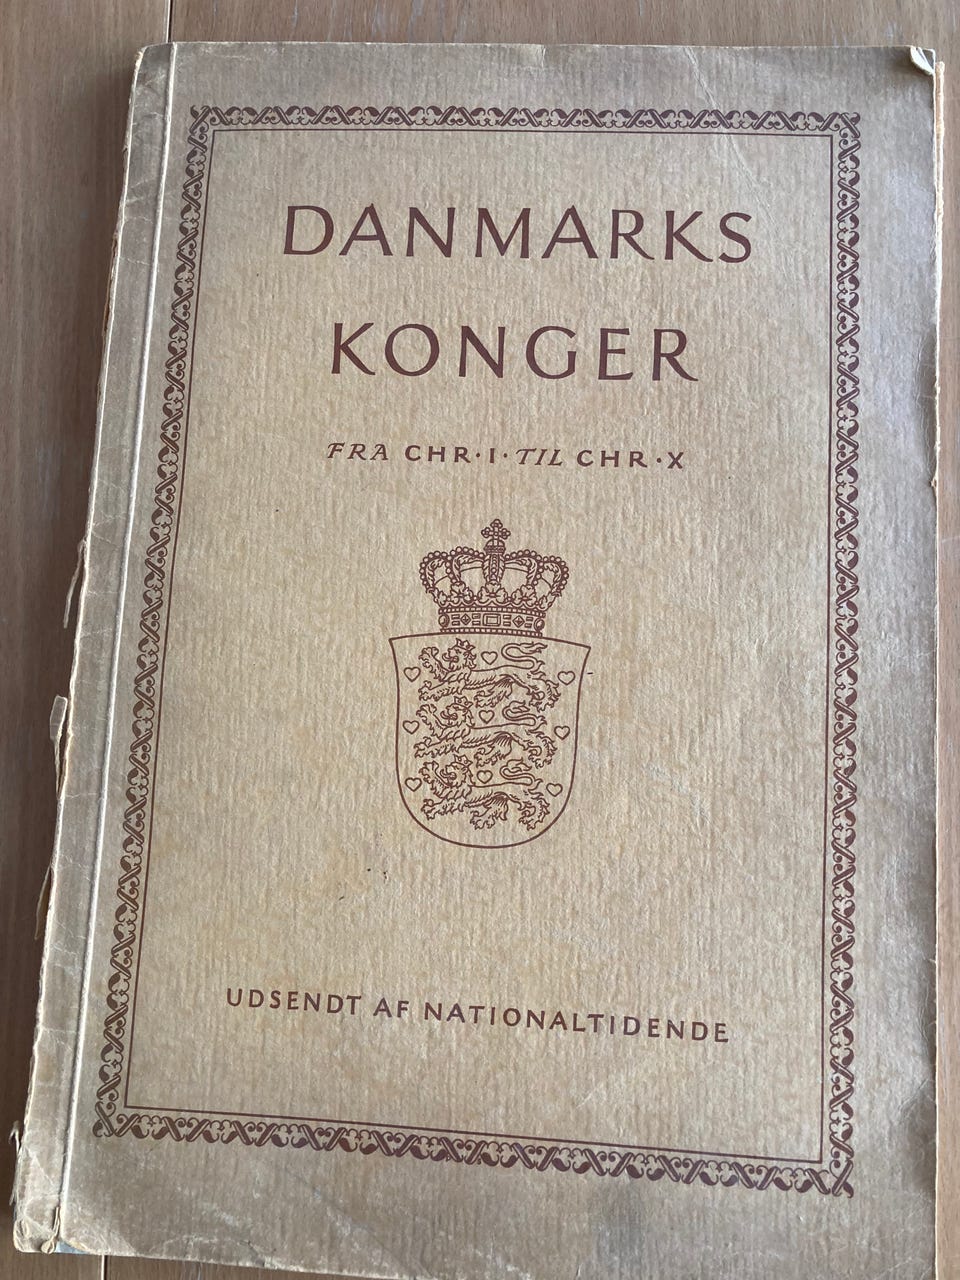 DANMARKS
KONGER
FRA CHR·I·TIL CHR·X
UDSENDT AF NATIONALTIDENDE